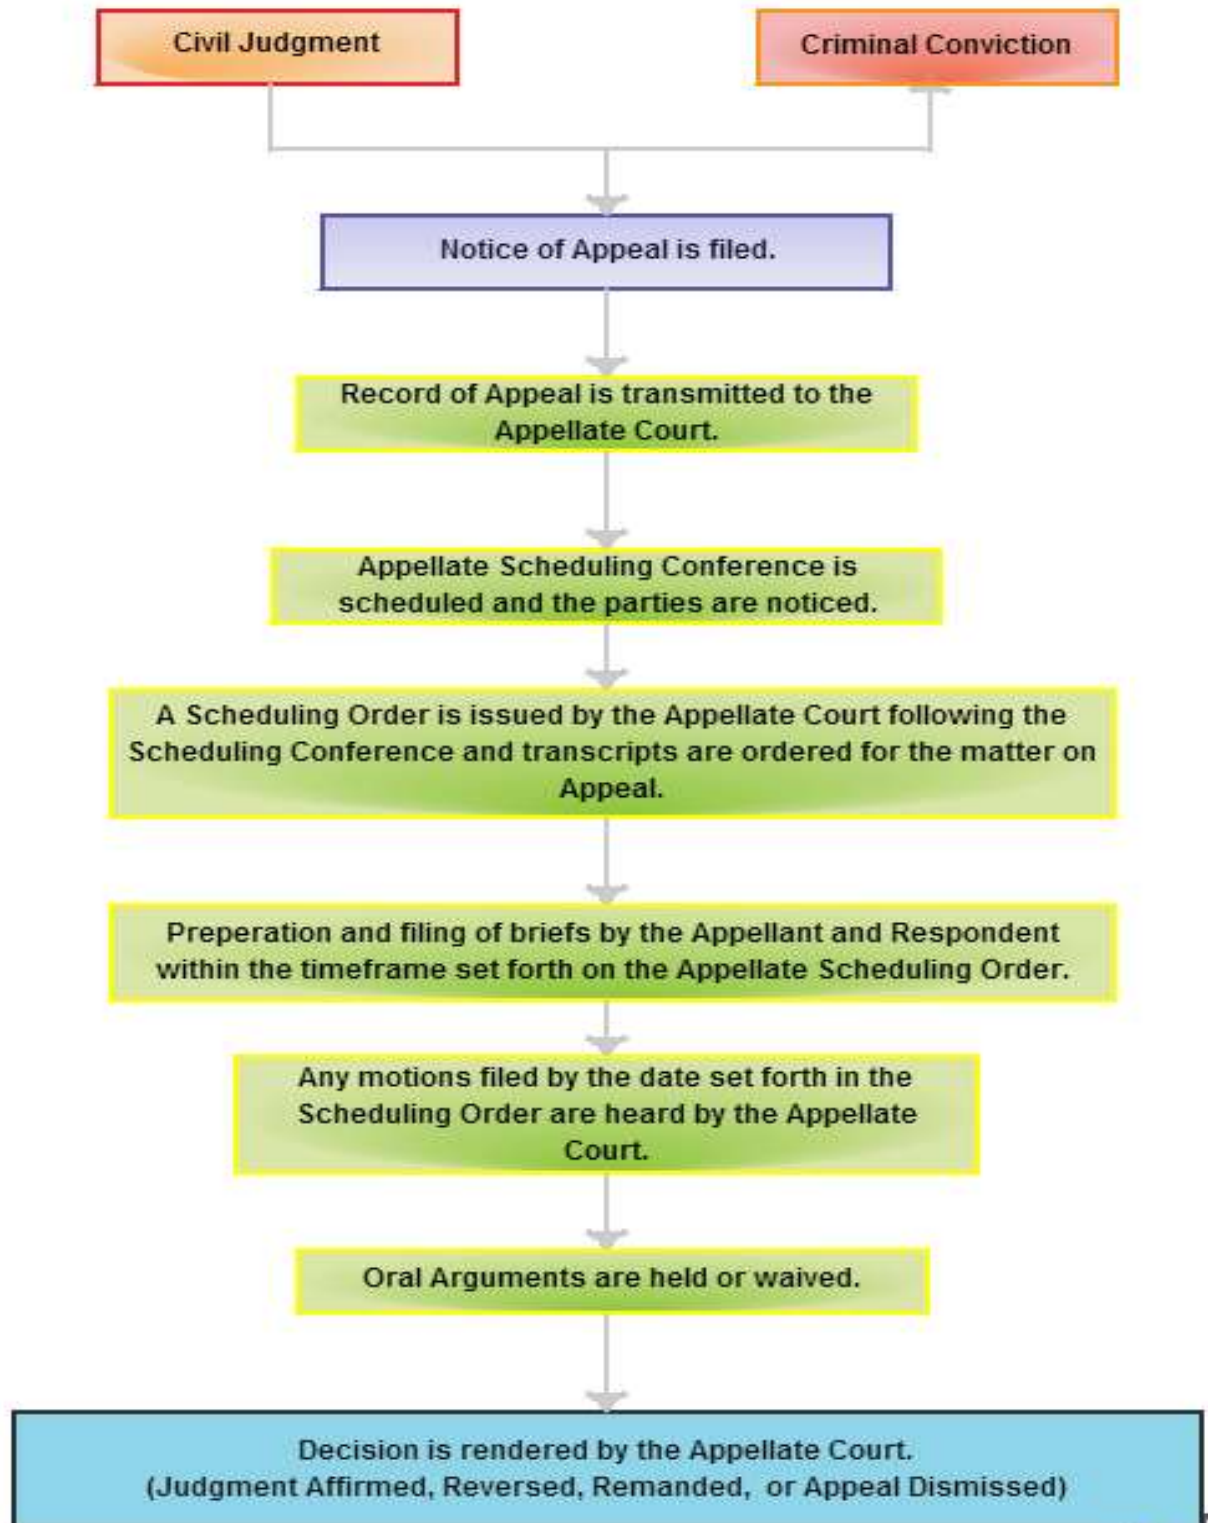 Civil Judgment
Criminal Conviction
Notice of Appeal is filed.
Record of Appeal is transmitted to the
Appellate Court.
Appellate Scheduling Conference is
scheduled and the parties are noticed.
A Scheduling Order is issued by the Appellate Court following the
Scheduling Conference and transcripts are ordered for the matter on
Appeal.
Preperation and filing of briefs by the Appellant and Respondent
within the timeframe set forth on the Appellate Scheduling Order.
Any motions filed by the date set forth in the
Scheduling Order are heard by the Appellate
Court.
Oral Arguments are held or waived.
Decision is rendered by the Appellate Court.
(Judgment Affirmed, Reversed, Remanded, or Appeal Dismissed)